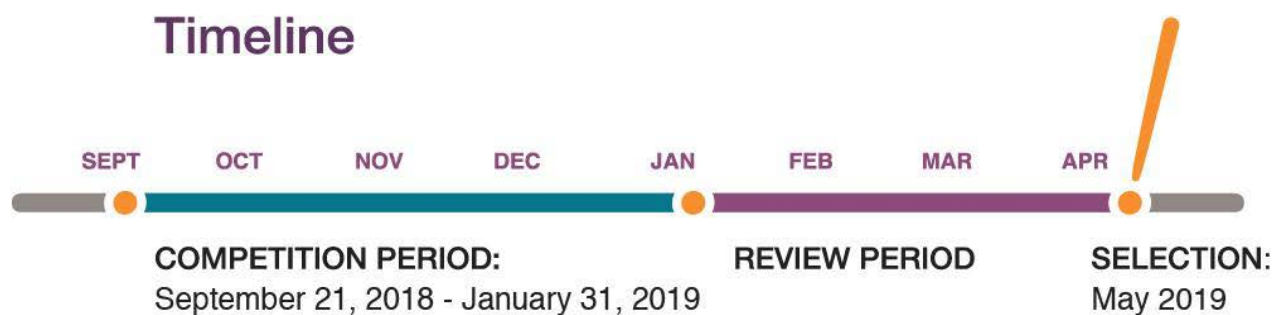 Timeline
SEPT OCT NOV DEC JAN FEB MAR APR
COMPETITION PERIOD:
September 21, 2018 - January 31, 2019
REVIEW PERIOD
SELECTION:
May 2019